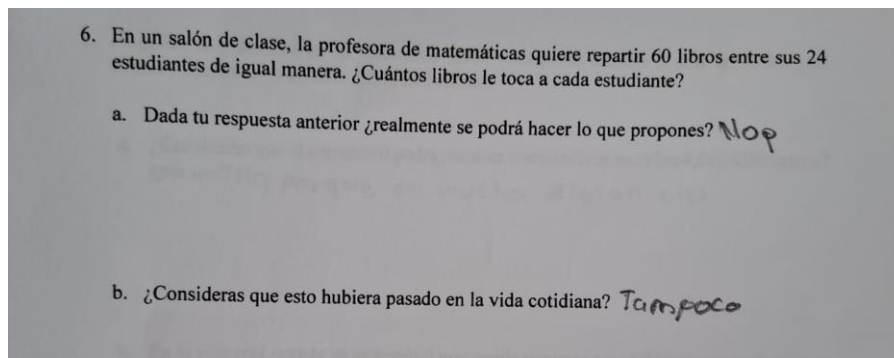 6. En un salón de clase, la profesora de matemáticas quiere repartir 60 libros entre sus 24
estudiantes de igual manera. ¿Cuántos libros le toca a cada estudiante?
a. Dada tu respuesta anterior ¿realmente se podrá hacer lo que propones? Nop
b. ¿Consideras que esto hubiera pasado en la vida cotidiana? Tampoco